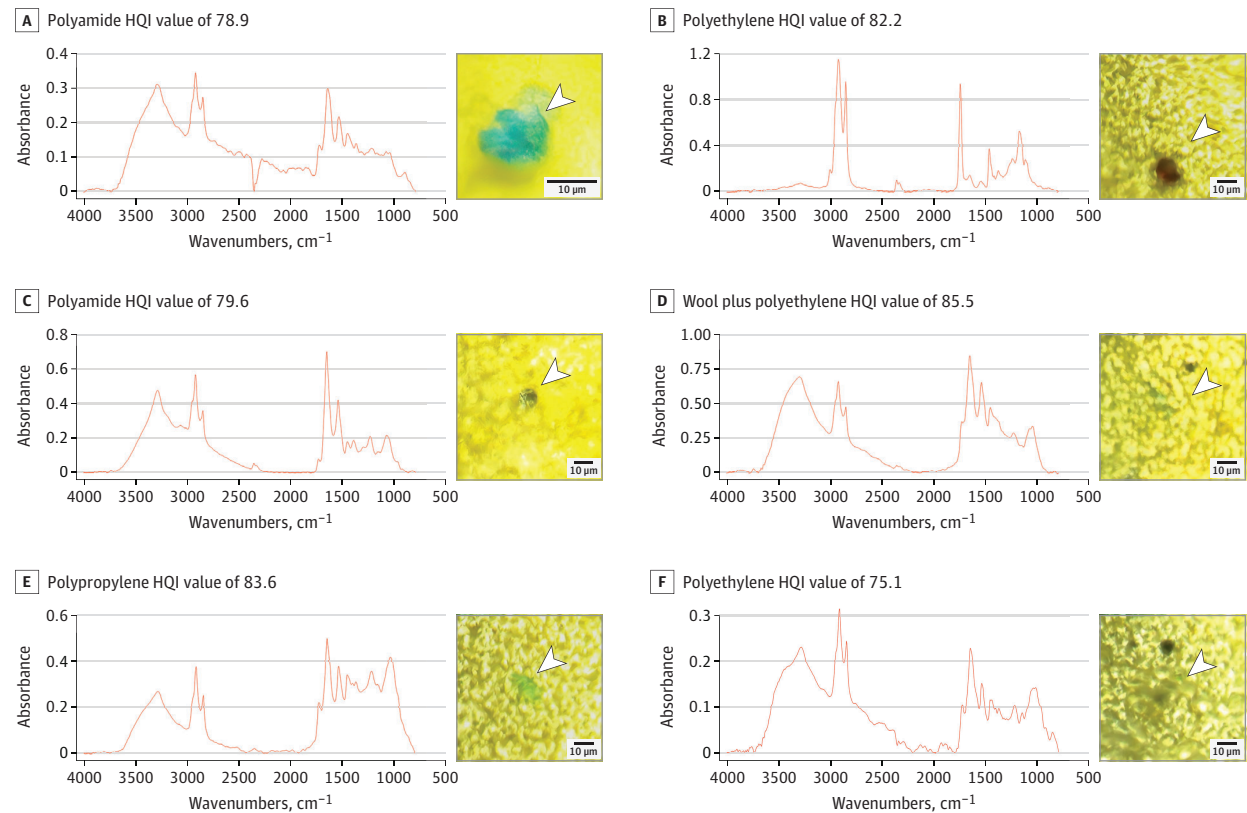 A Polyamide HQI value of 78.9
0.4
0.3
0.2
0.1
0
Absorbance
4000 3500 3000 2500 2000 1500 1000 500
Wavenumbers, cm⁻¹
10 µm
B Polyethylene HQI value of 82.2
1.2
0.8
0.4
0
Absorbance
4000 3500 3000 2500 2000 1500 1000 500
Wavenumbers, cm⁻¹
10 µm
C Polyamide HQI value of 79.6
0.8
0.6
0.4
0.2
0
Absorbance
4000 3500 3000 2500 2000 1500 1000 500
Wavenumbers, cm⁻¹
10 µm
D Wool plus polyethylene HQI value of 85.5
1.00
0.75
0.50
0.25
0
Absorbance
4000 3500 3000 2500 2000 1500 1000 500
Wavenumbers, cm⁻¹
10 µm
E Polypropylene HQI value of 83.6
0.6
0.4
0.2
0
Absorbance
4000 3500 3000 2500 2000 1500 1000 500
Wavenumbers, cm⁻¹
10 µm
F Polyethylene HQI value of 75.1
0.3
0.2
0.1
0
Absorbance
4000 3500 3000 2500 2000 1500 1000 500
Wavenumbers, cm⁻¹
10 µm